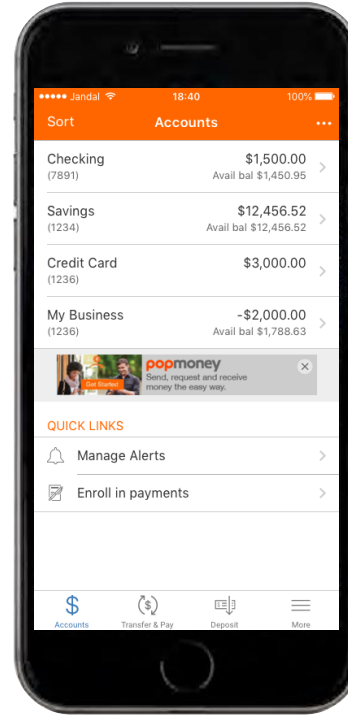 Jandal 18:40 100%
Sort Accounts ...
Checking $1,500.00
(7891) Avail bal $1,450.95
Savings $12,456.52
(1234) Avail bal $12,456.52
Credit Card $3,000.00
(1236)
My Business -$2,000.00
(1236) Avail bal $1,788.63
popmoney
Get Started Send, request and receive
money the easy way.
QUICK LINKS
Manage Alerts
Enroll in payments
Accounts Transfer & Pay Deposit More